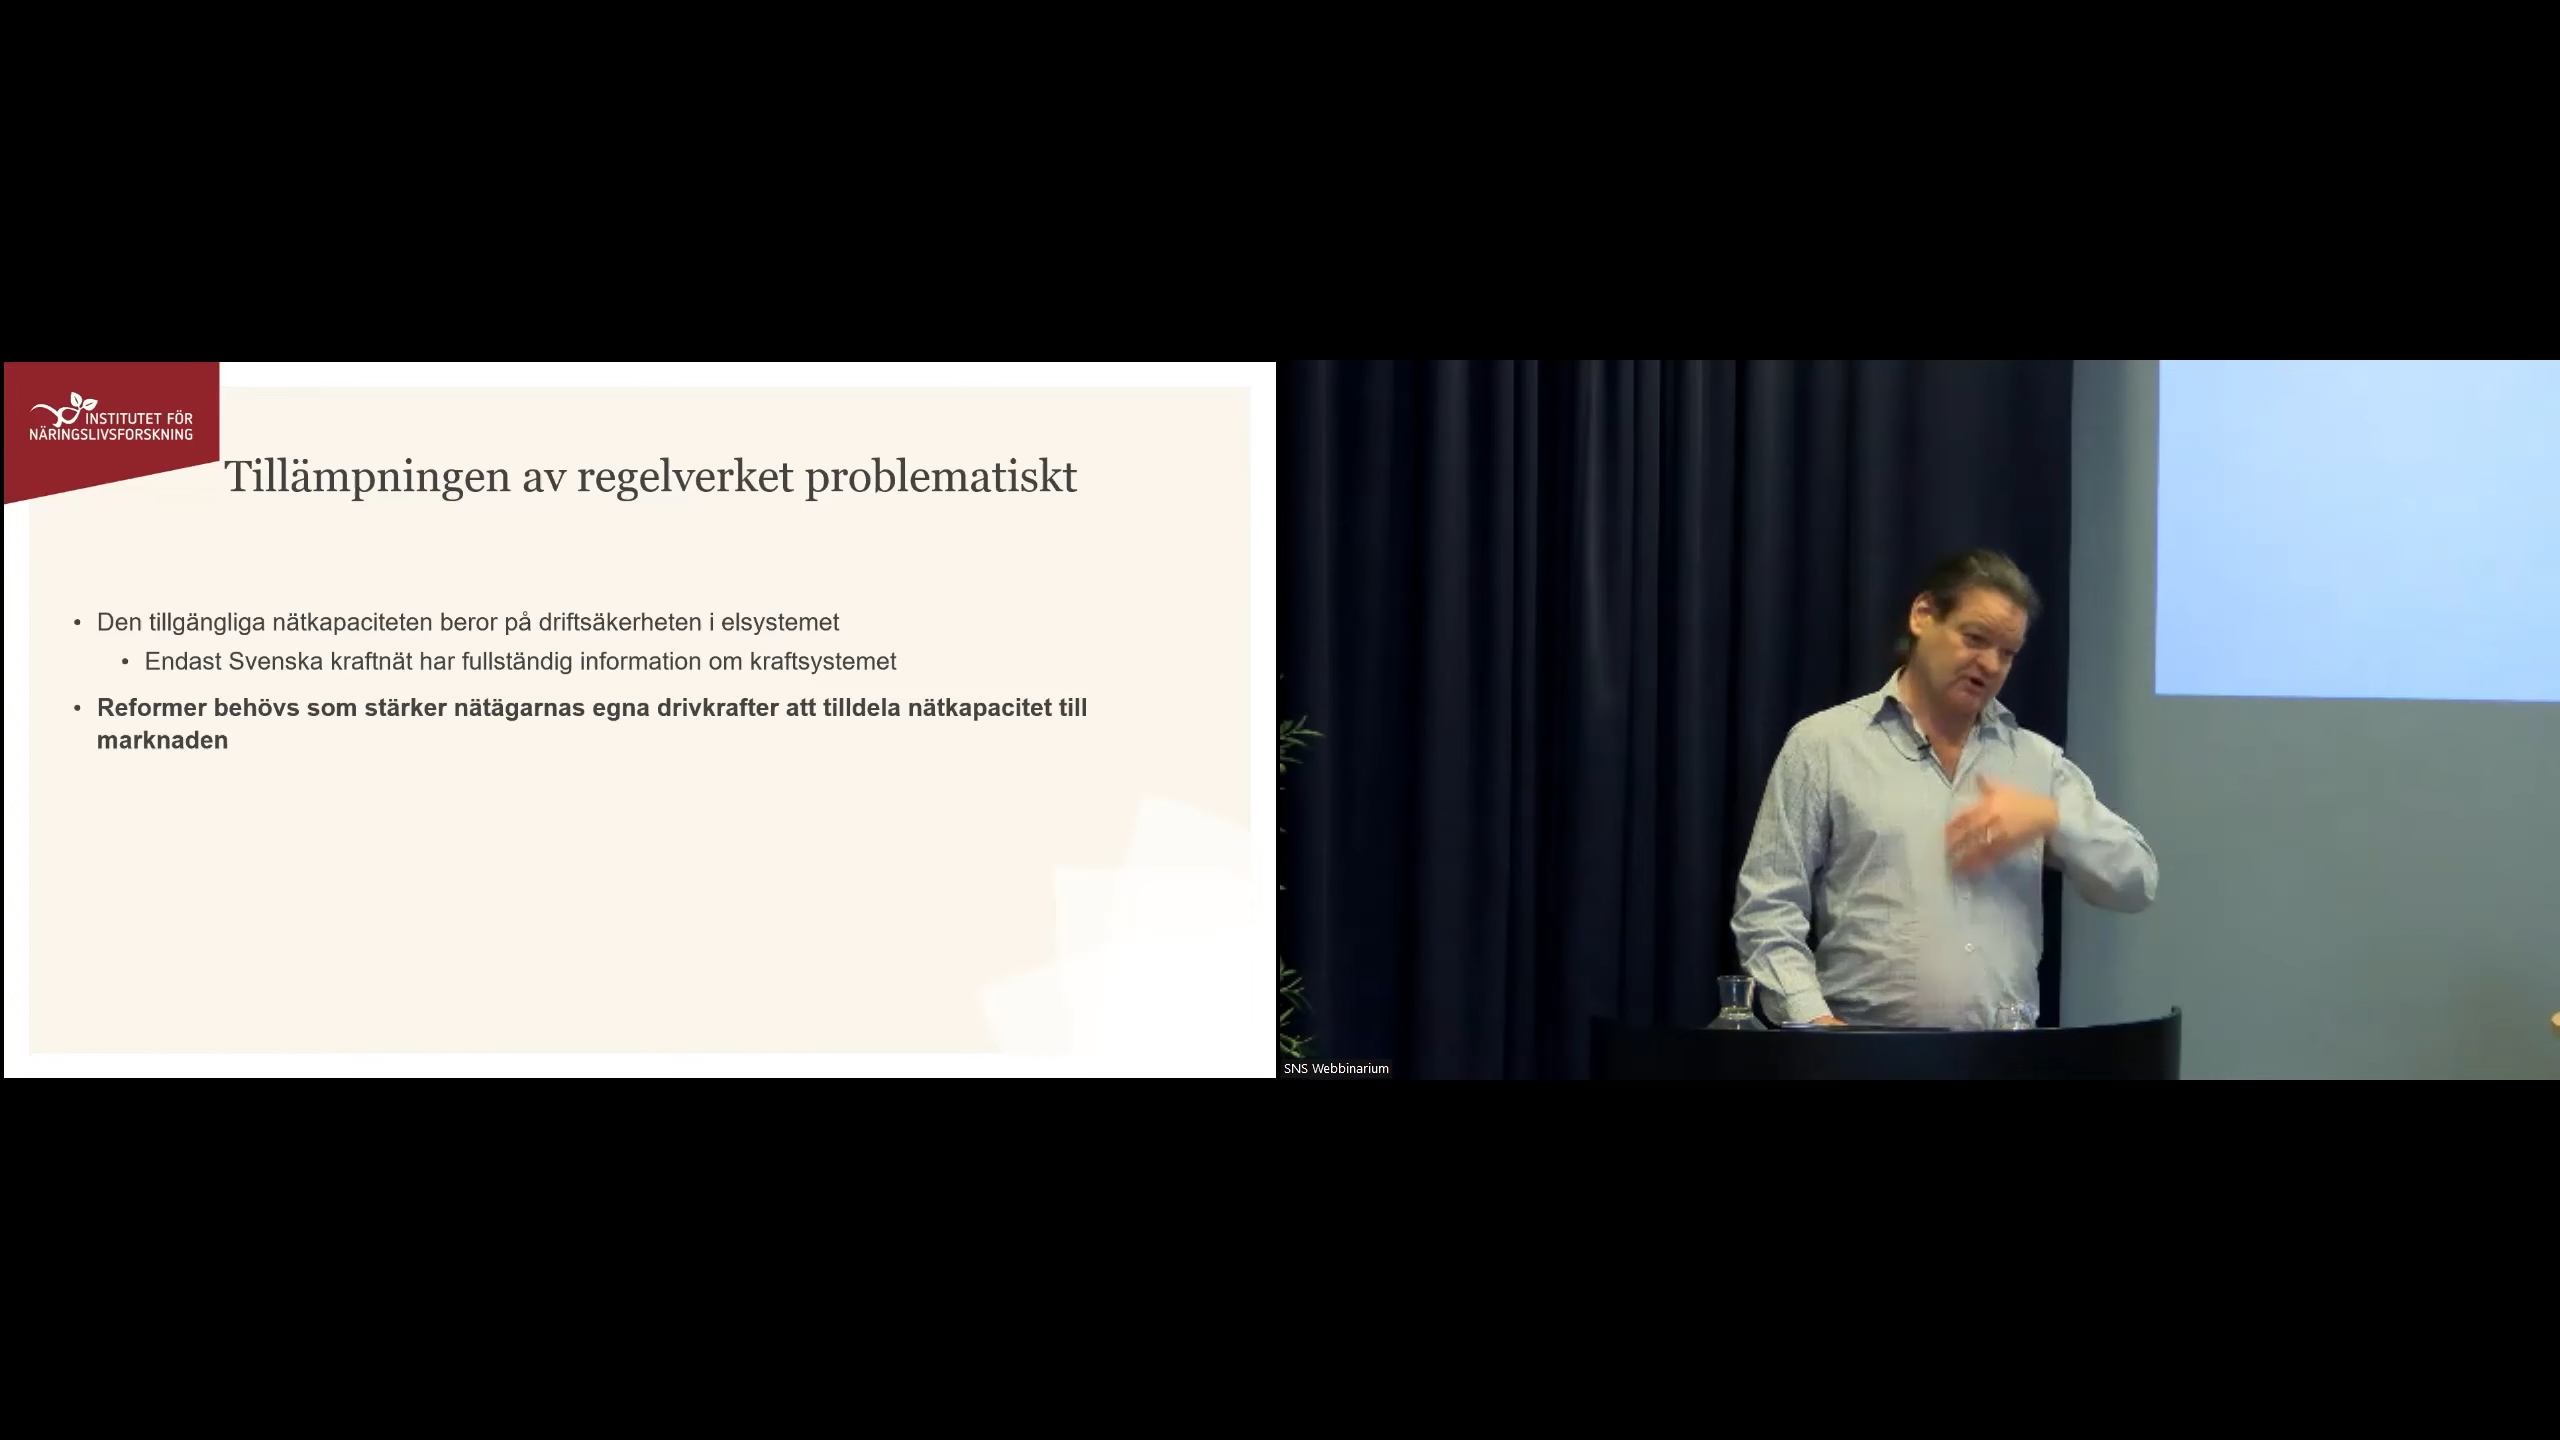 INSTITUTET FÖR
NÄRINGSLIVSFORSKNING
Tillämpningen av regelverket problematiskt
• Den tillgängliga nätkapaciteten beror på driftsäkerheten i elsystemet
• Endast Svenska kraftnät har fullständig information om kraftsystemet
• Reformer behövs som stärker nätägarnas egna drivkrafter att tilldela nätkapacitet till
marknaden
SNS Webbinarium